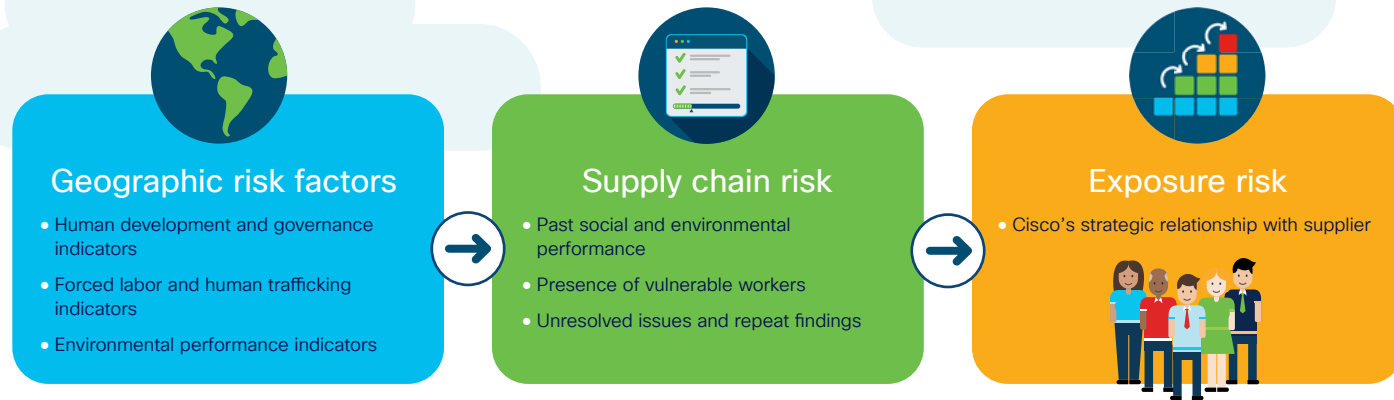 Geographic risk factors
• Human development and governance
indicators
• Forced labor and human trafficking
indicators
• Environmental performance indicators
Supply chain risk
• Past social and environmental
performance
• Presence of vulnerable workers
• Unresolved issues and repeat findings
Exposure risk
• Cisco's strategic relationship with supplier